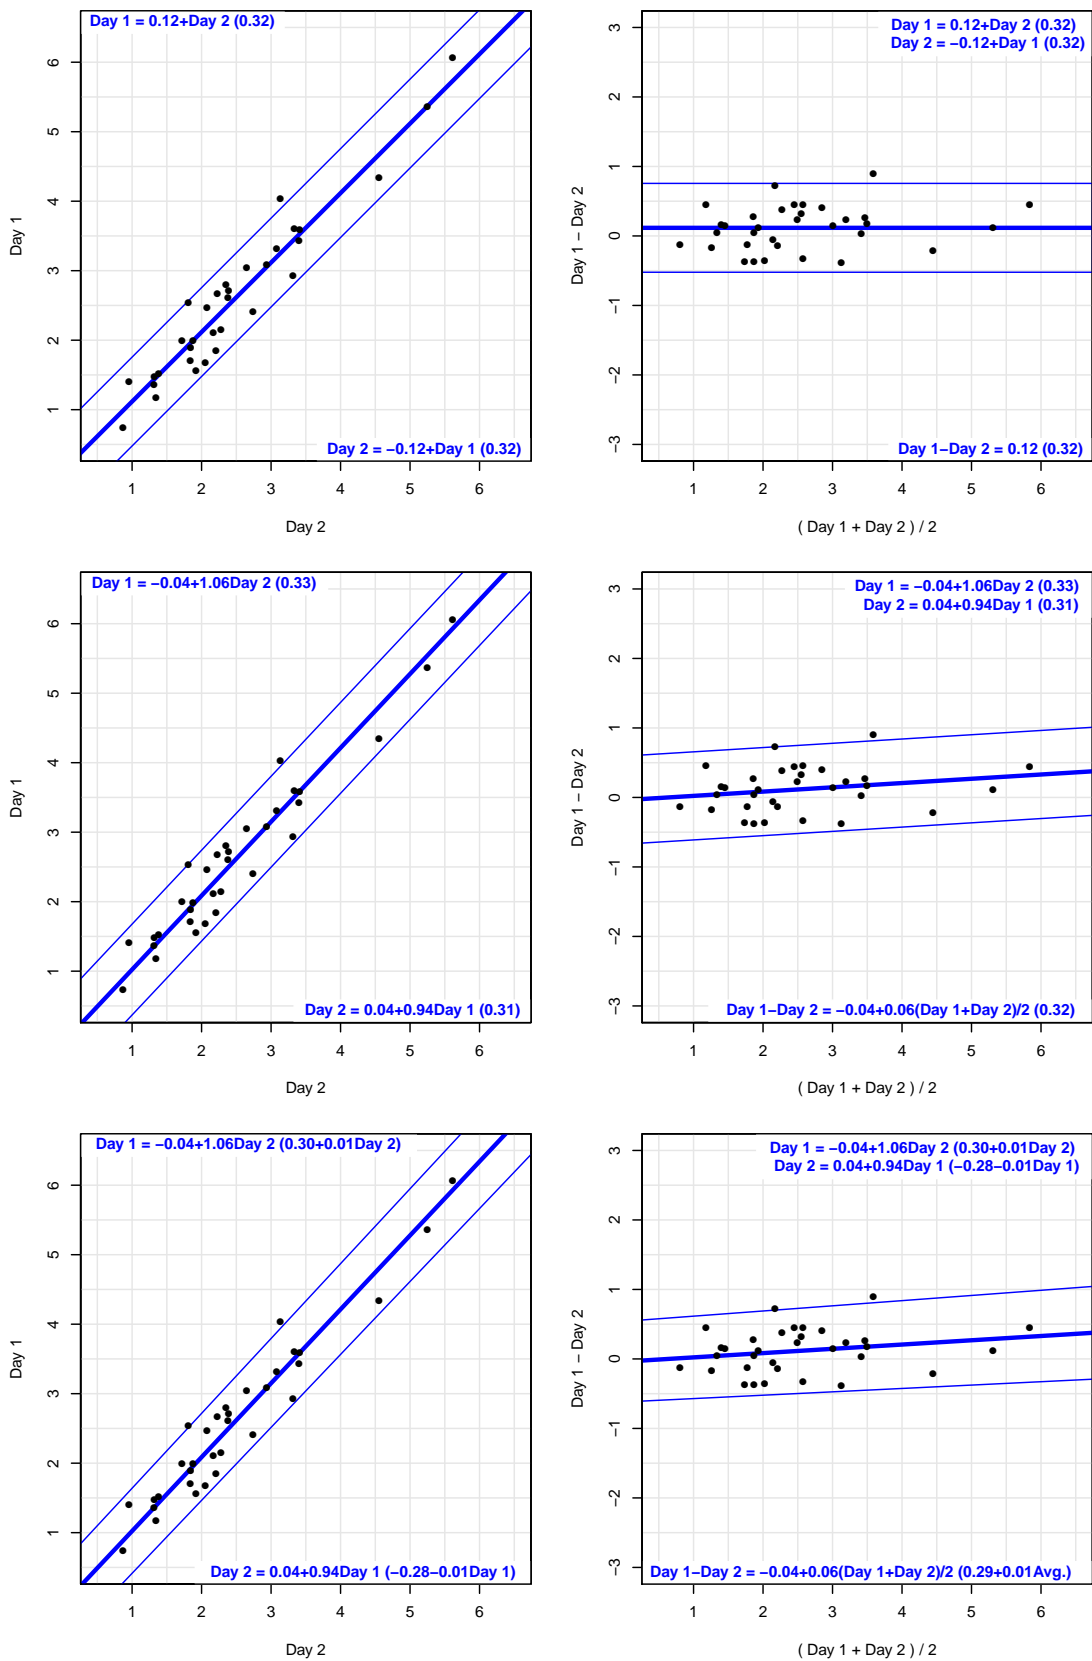 Day 1 = 0.12+Day 2 (0.32)
6
5
4
3
2
1
Day 1
Day 2 = −0.12+Day 1 (0.32)
1 2 3 4 5 6
Day 2
Day 1 = 0.12+Day 2 (0.32)
Day 2 = −0.12+Day 1 (0.32)
3
2
1
0
−1
−2
−3
Day 1 − Day 2
Day 1−Day 2 = 0.12 (0.32)
1 2 3 4 5 6
( Day 1 + Day 2 ) / 2
Day 1 = −0.04+1.06Day 2 (0.33)
6
5
4
3
2
1
Day 1
Day 2 = 0.04+0.94Day 1 (0.31)
1 2 3 4 5 6
Day 2
Day 1 = −0.04+1.06Day 2 (0.33)
Day 2 = 0.04+0.94Day 1 (0.31)
3
2
1
0
−1
−2
−3
Day 1 − Day 2
Day 1−Day 2 = −0.04+0.06(Day 1+Day 2)/2 (0.32)
1 2 3 4 5 6
( Day 1 + Day 2 ) / 2
Day 1 = −0.04+1.06Day 2 (0.30+0.01Day 2)
6
5
4
3
2
1
Day 1
Day 2 = 0.04+0.94Day 1 (−0.28−0.01Day 1)
1 2 3 4 5 6
Day 2
Day 1 = −0.04+1.06Day 2 (0.30+0.01Day 2)
Day 2 = 0.04+0.94Day 1 (−0.28−0.01Day 1)
3
2
1
0
−1
−2
−3
Day 1 − Day 2
Day 1−Day 2 = −0.04+0.06(Day 1+Day 2)/2 (0.29+0.01Avg.)
1 2 3 4 5 6
( Day 1 + Day 2 ) / 2